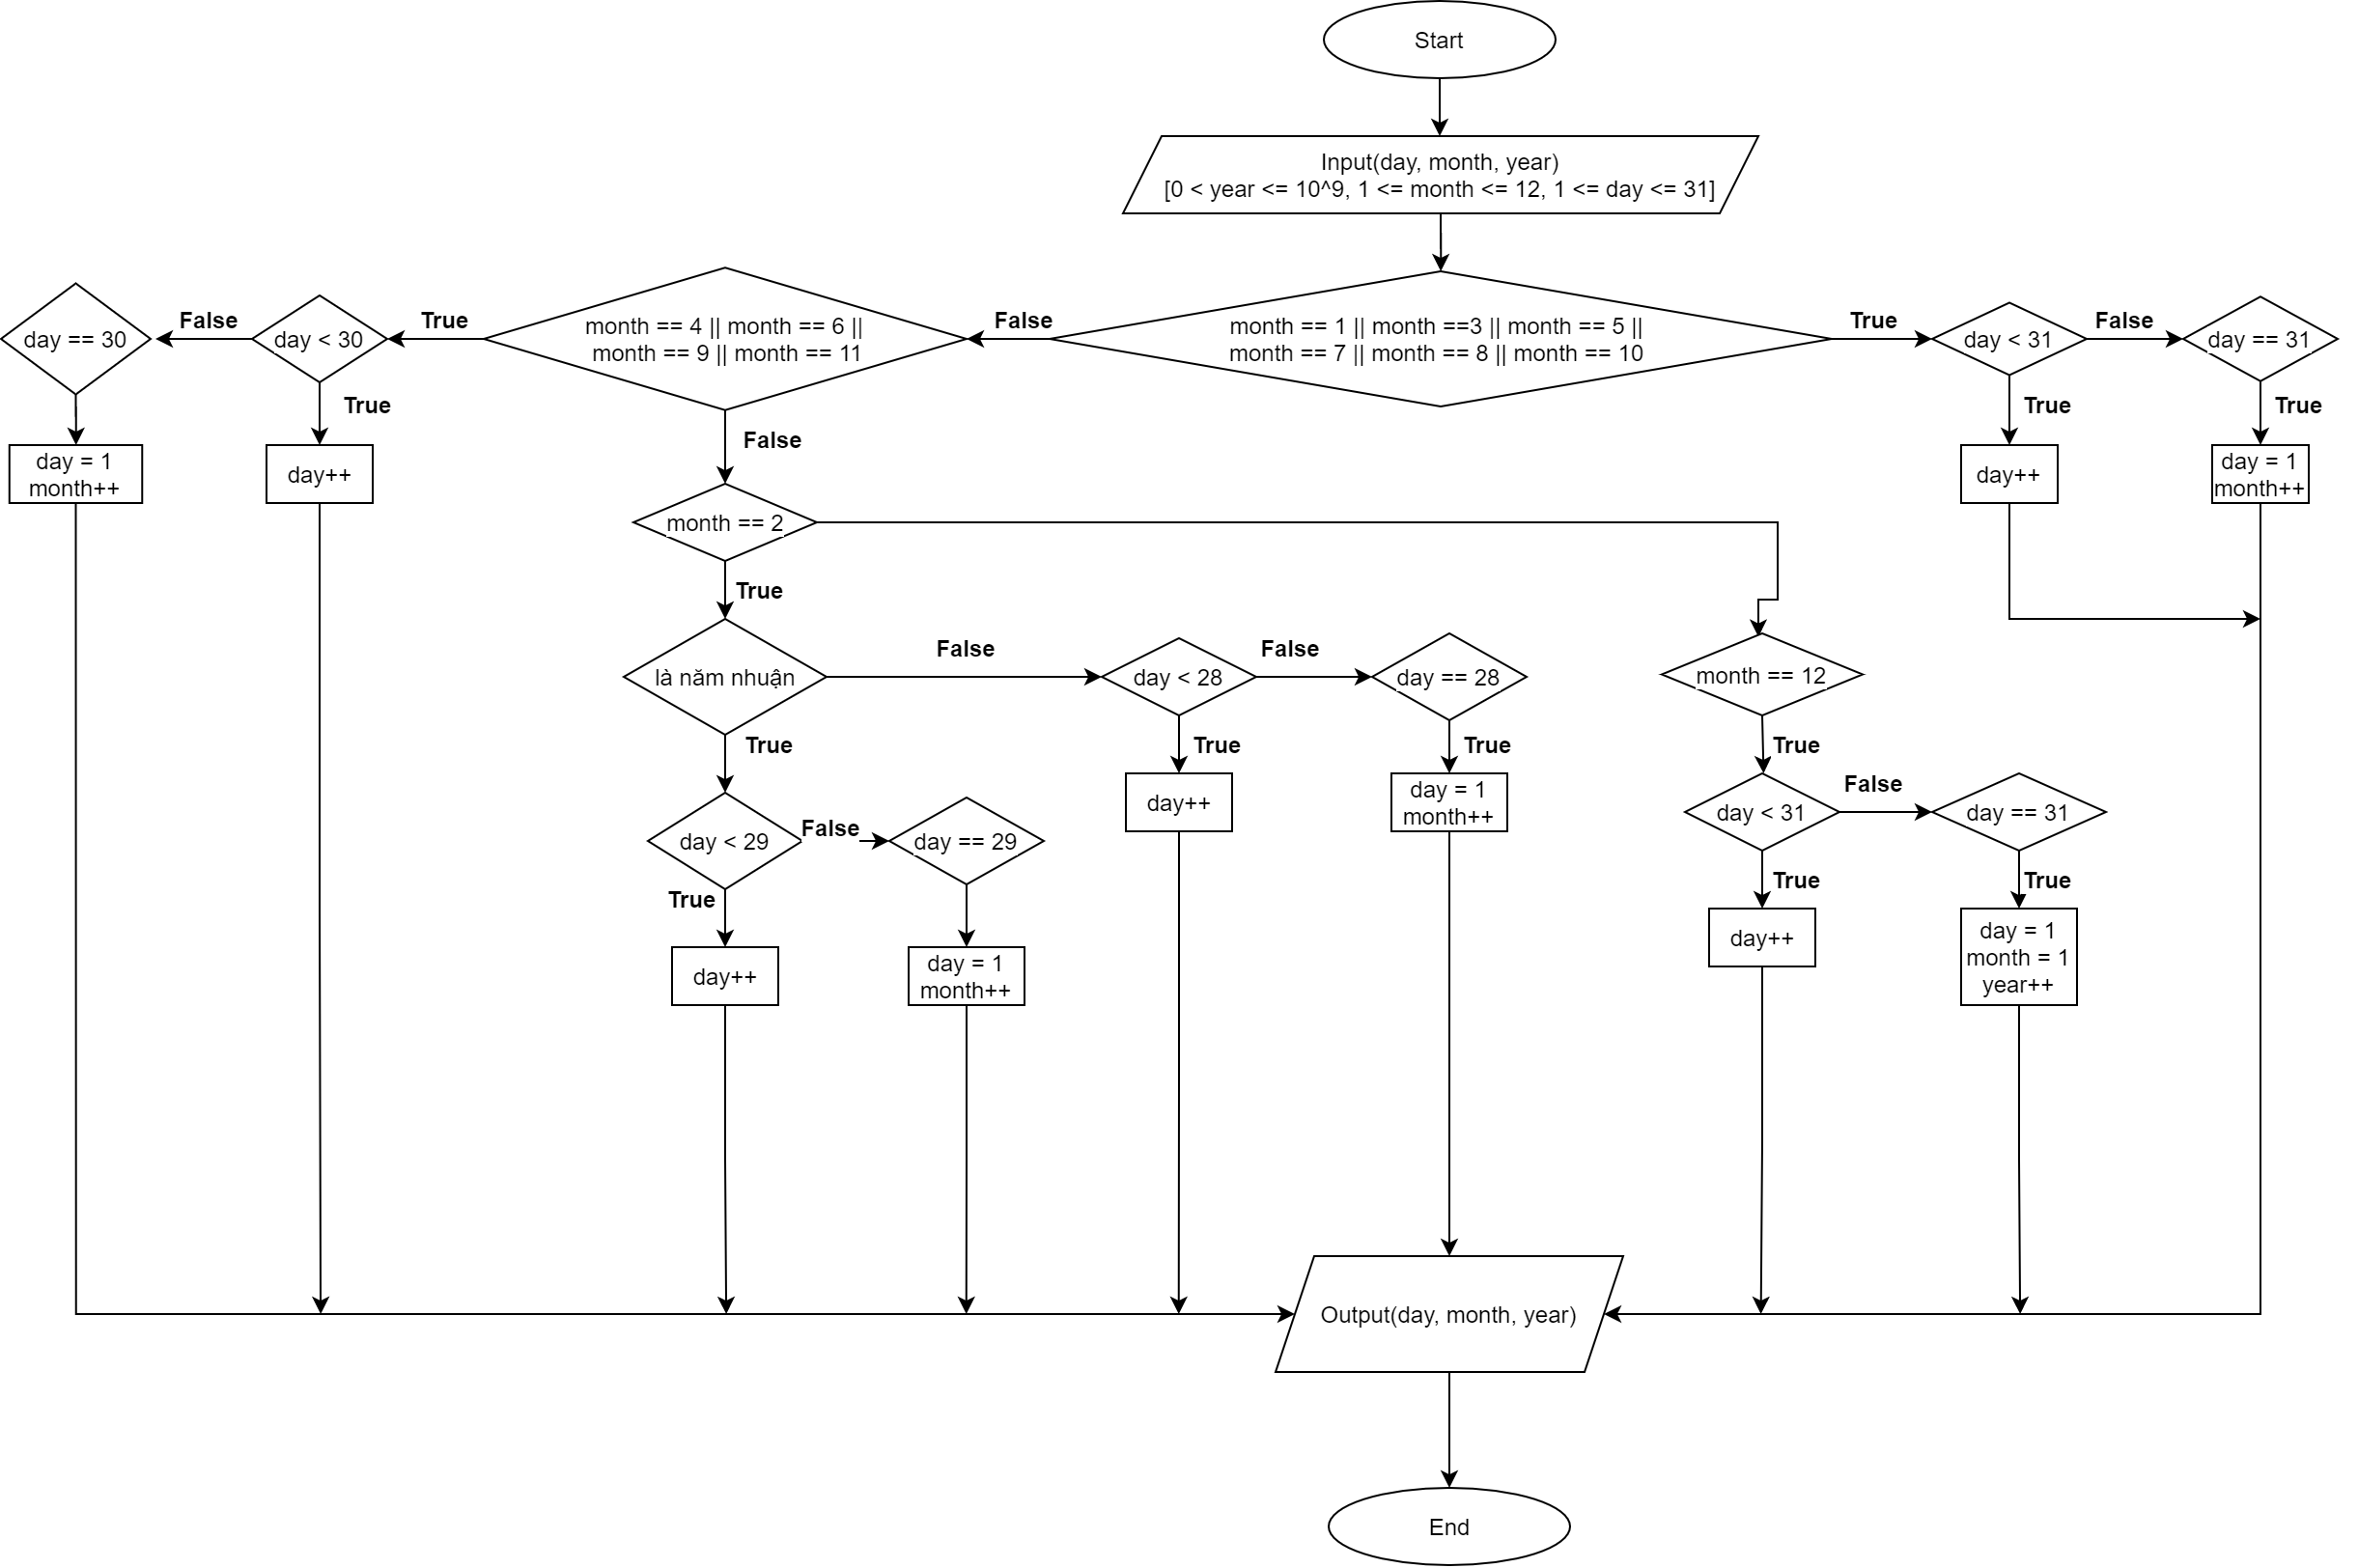 Start
Input(day, month, year)
[0 < year <= 10^9, 1 <= month <= 12, 1 <= day <= 31]
day == 30
False
day < 30
True
month == 4 || month == 6 ||
month == 9 || month == 11
False
month == 1 || month ==3 || month == 5 ||
month == 7 || month == 8 || month == 10
True
day < 31
False
day == 31
True
True
True
False
day = 1
month++
day++
day++
day = 1
month++
month == 2
True
là năm nhuận
False
day < 28
False
day == 28
month == 12
True
True
True
True
day < 29
False
day == 29
day++
day = 1
month++
day < 31
False
day == 31
True
True
True
day++
day = 1
month++
day++
day = 1
month = 1
year++
Output(day, month, year)
End